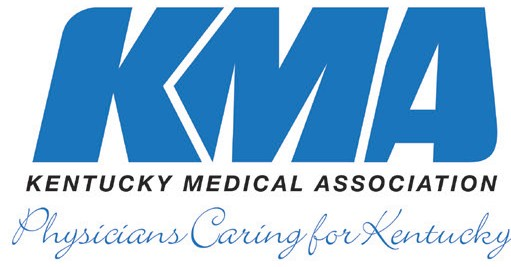 KMA
KENTUCKY MEDICAL ASSOCIATION
Physicians Caring for Kentucky